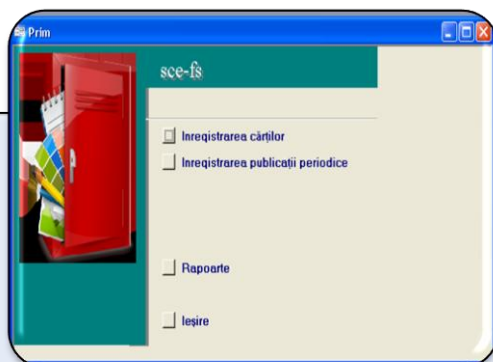 Prim
sce-fs
Inregistrarea cărților
Inregistrarea publicații periodice
Rapoarte
Ieșire